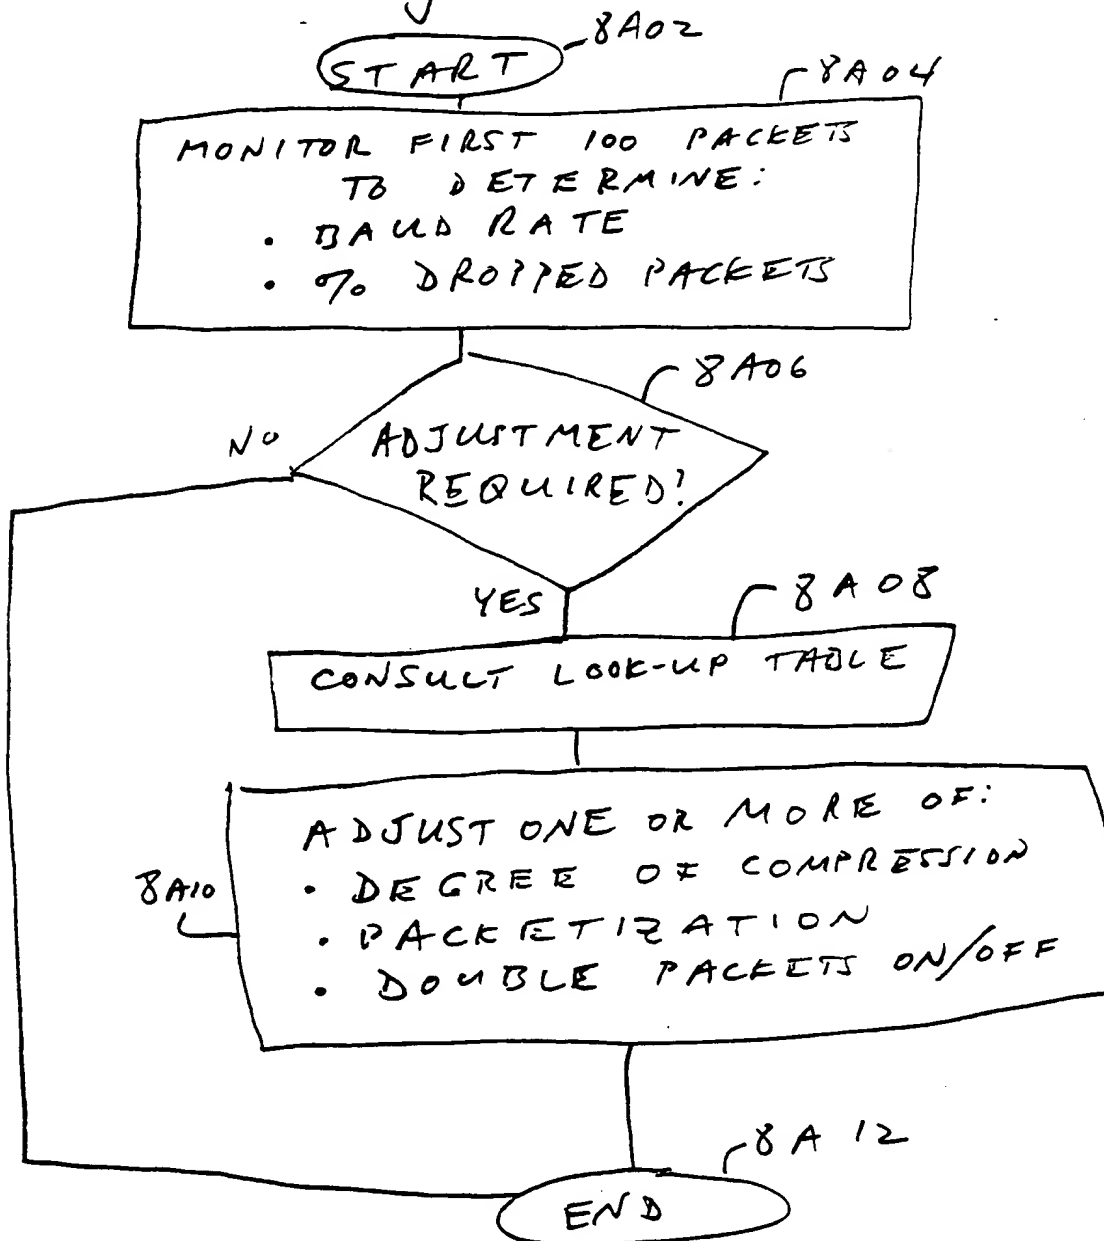 START
8A02
8A04
MONITOR FIRST 100 PACKETS
TO DETERMINE:
• BAUD RATE
• % DROPPED PACKETS
8A06
NO
ADJUSTMENT
REQUIRED?
YES
8A08
CONSULT LOOK-UP TABLE
ADJUST ONE OR MORE OF:
• DEGREE OF COMPRESSION
8A10
• PACKETIZATION
• DOUBLE PACKETS ON/OFF
8A12
END